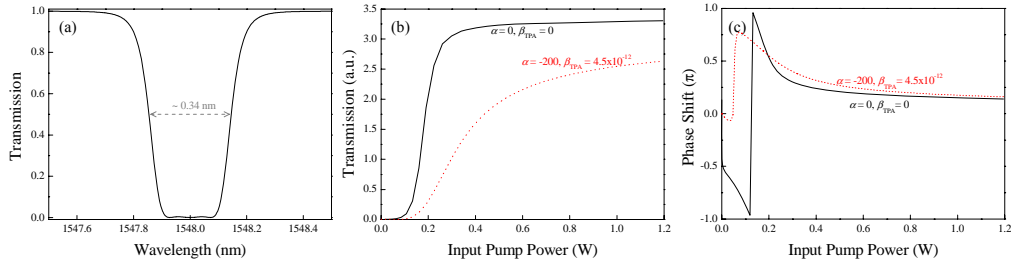 (a)
1.0
0.8
0.6
0.4
0.2
0.0
Transmission
~ 0.34 nm
1547.6
1547.8
1548.0
1548.2
1548.4
Wavelength (nm)
(b)
3.5
3.0
2.5
2.0
1.5
1.0
0.5
0.0
Transmission (a.u.)
α = 0, β_TPA = 0
α = -200, β_TPA = 4.5x10^-12
0.0
0.2
0.4
0.6
0.8
1.0
1.2
Input Pump Power (W)
(c)
1.0
0.5
0.0
-0.5
-1.0
Phase Shift (π)
α = -200, β_TPA = 4.5x10^-12
α = 0, β_TPA = 0
0.0
0.2
0.4
0.6
0.8
1.0
1.2
Input Pump Power (W)